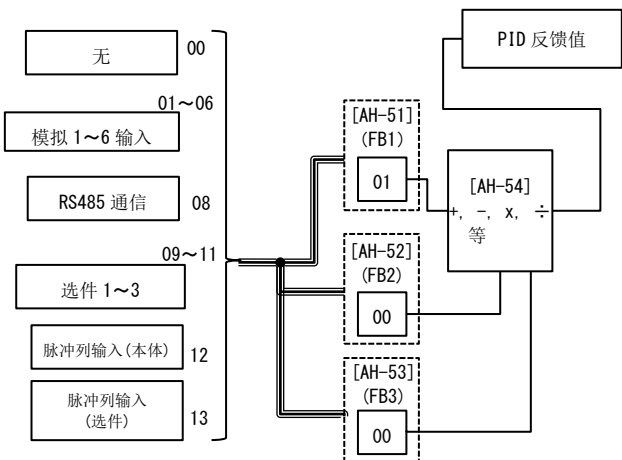 无 00
01～06
模拟 1～6 输入
RS485 通信 08
09～11
选件 1～3
脉冲列输入(本体) 12
脉冲列输入
(选件) 13
[AH-51]
(FB1)
01
[AH-52]
(FB2)
00
[AH-53]
(FB3)
00
[AH-54]
+, −, x, ÷
等
PID 反馈值